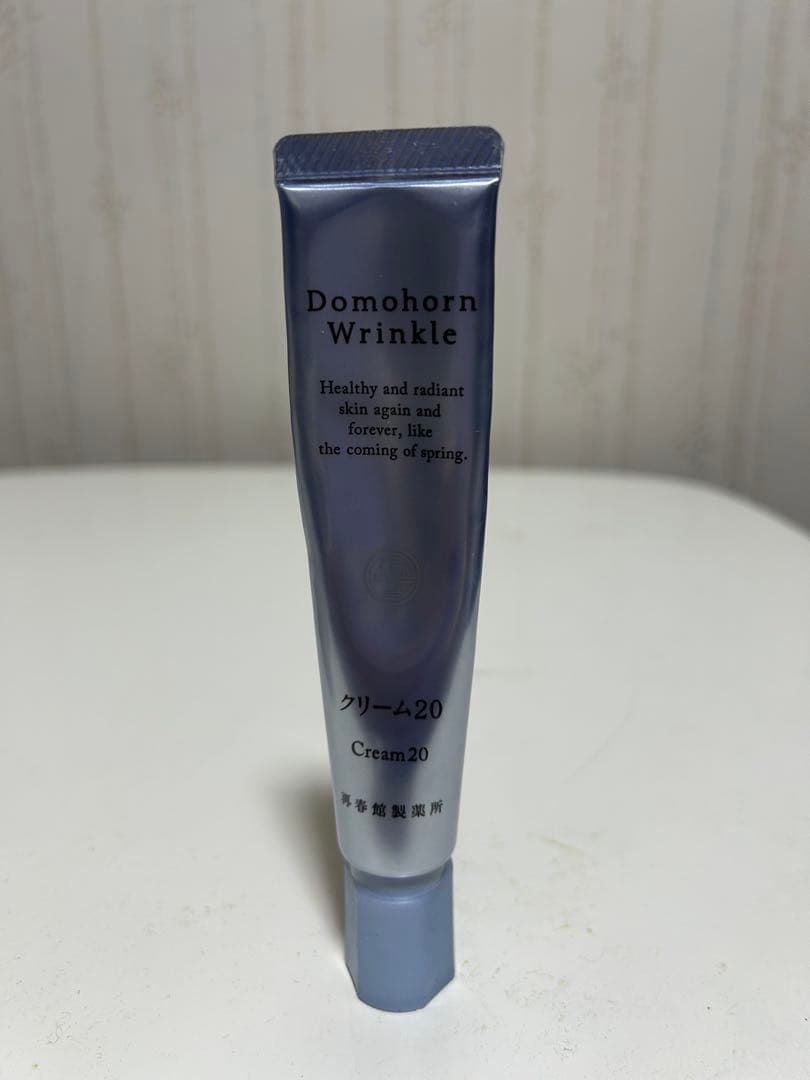 Domohorn
Wrinkle
Healthy and radiant
skin again and
forever, like
the coming of spring.
クリーム20
Cream20
再春館製薬所